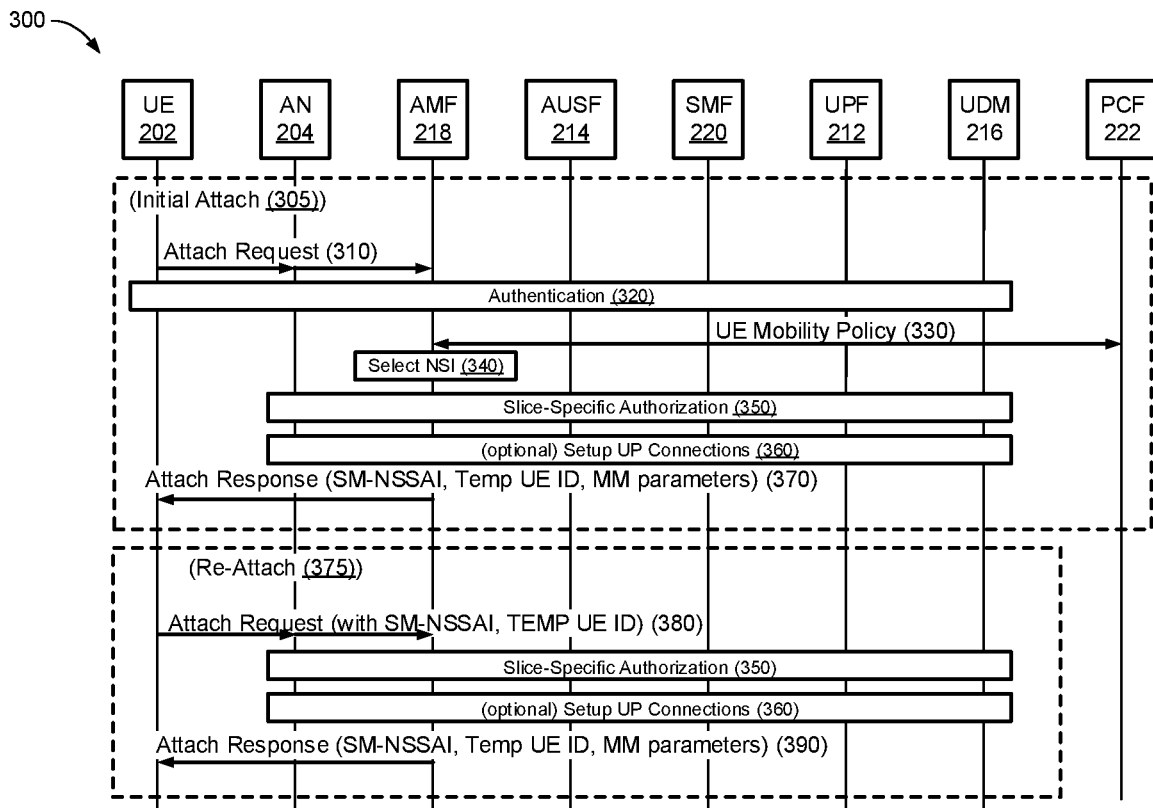 300
UE
202
AN
204
AMF
218
AUSF
214
SMF
220
UPF
212
UDM
216
PCF
222
(Initial Attach (305))
Attach Request (310)
Authentication (320)
UE Mobility Policy (330)
Select NSI (340)
Slice-Specific Authorization (350)
(optional) Setup UP Connections (360)
Attach Response (SM-NSSAI, Temp UE ID, MM parameters) (370)
(Re-Attach (375))
Attach Request (with SM-NSSAI, TEMP UE ID) (380)
Slice-Specific Authorization (350)
(optional) Setup UP Connections (360)
Attach Response (SM-NSSAI, Temp UE ID, MM parameters) (390)